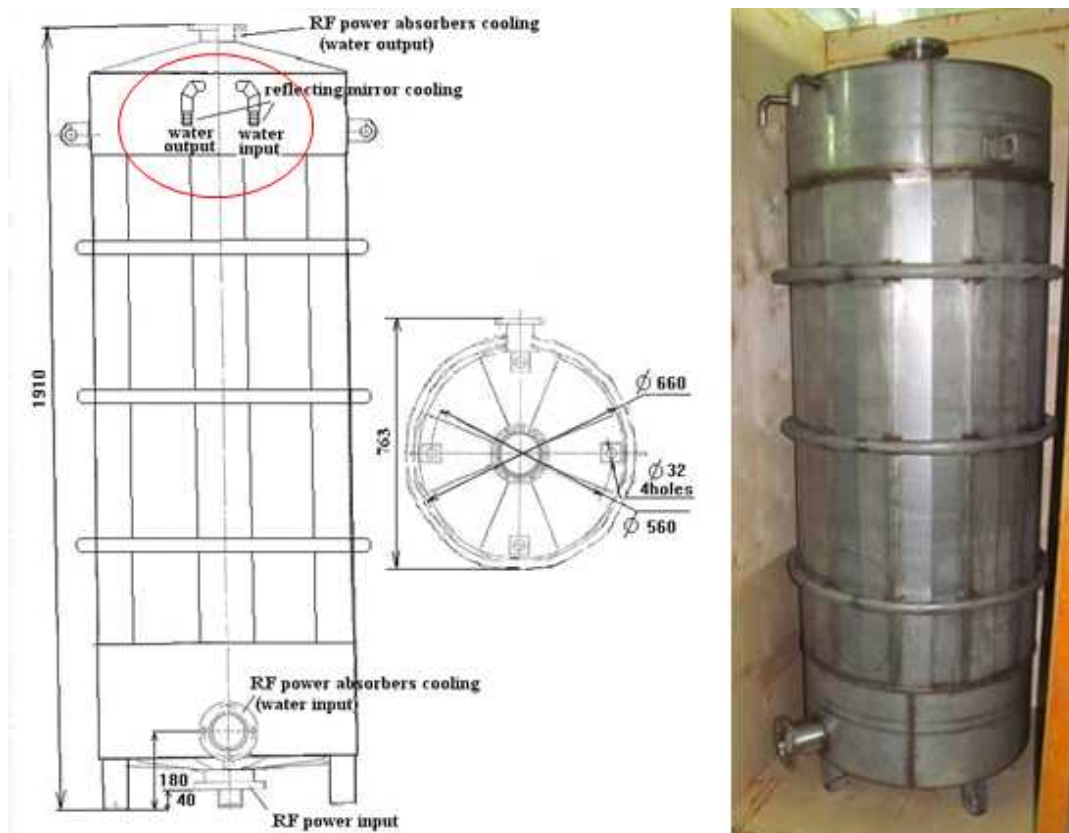 RF power absorbers cooling
(water output)
reflecting mirror cooling
water
output
water
input
1910
763
Ø 660
Ø 32
4holes
Ø 560
RF power absorbers cooling
(water input)
180
40
RF power input